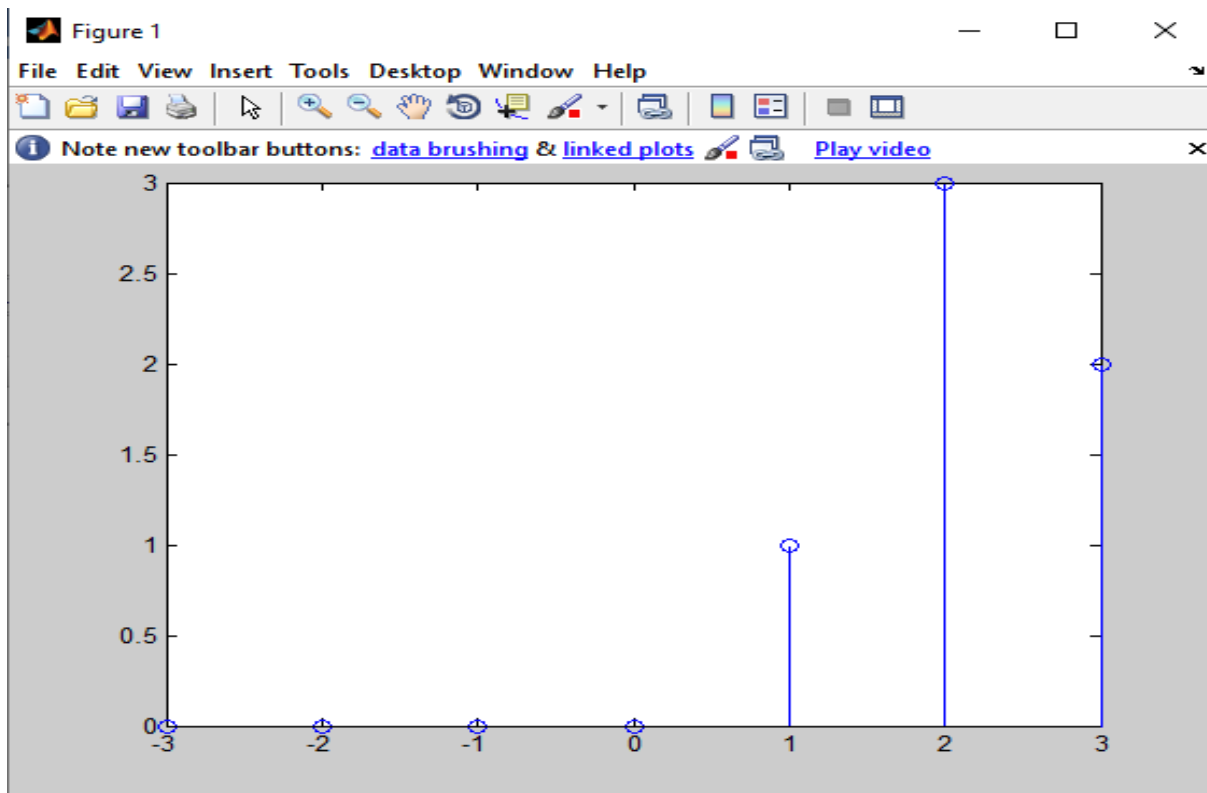 Figure 1
File Edit View Insert Tools Desktop Window Help
Note new toolbar buttons: data brushing & linked plots Play video
3
2.5
2
1.5
1
0.5
0
-3 -2 -1 0 1 2 3